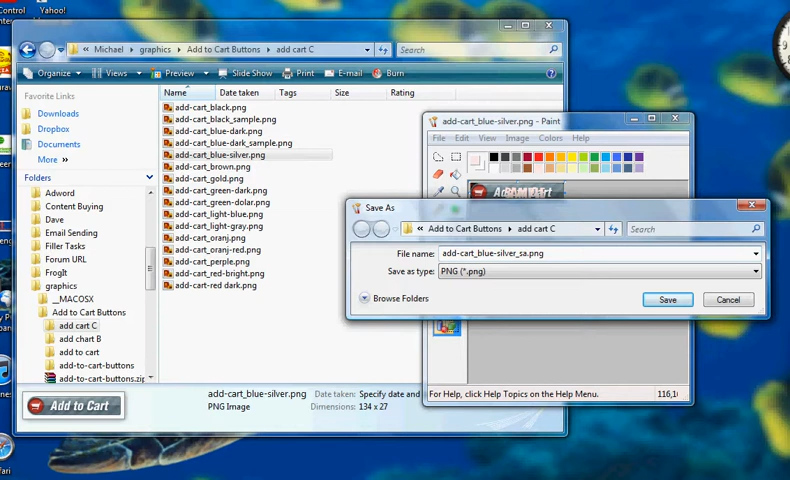 Control
Yahoo!
Michael graphics Add to Cart Buttons add cart C
Search
Organize Views Preview Slide Show Print E-mail Burn
Favorite Links
Downloads
Dropbox
Documents
More »
Folders
Adword
Content Buying
Dave
Email Sending
Filler Tasks
Forum URL
FrogIt
graphics
__MACOSX
Add to Cart Buttons
add cart C
add chart B
add to cart
add-to-cart-buttons
add-to-cart-buttons.zip
Name Date taken Tags Size Rating
add-cart_black.png
add-cart_black_sample.png
add-cart_blue-dark.png
add-cart_blue-dark_sample.png
add-cart_blue-silver.png
add-cart_brown.png
add-cart_gold.png
add-cart_green-dark.png
add-cart_green-dolar.png
add-cart_light-blue.png
add-cart_light-gray.png
add-cart_oranj.png
add-cart_oranj-red.png
add-cart_perple.png
add-cart_red-bright.png
add-cart-red dark.png
Add to Cart
add-cart_blue-silver.png Date taken: Specify date and
PNG Image Dimensions: 134 x 27
add-cart_blue-silver.png - Paint
File Edit View Image Colors Help
Save As
« Add to Cart Buttons add cart C
Search
File name: add-cart_blue-silver_sa.png
Save as type: PNG (*.png)
Browse Folders
Save Cancel
For Help, click Help Topics on the Help Menu.